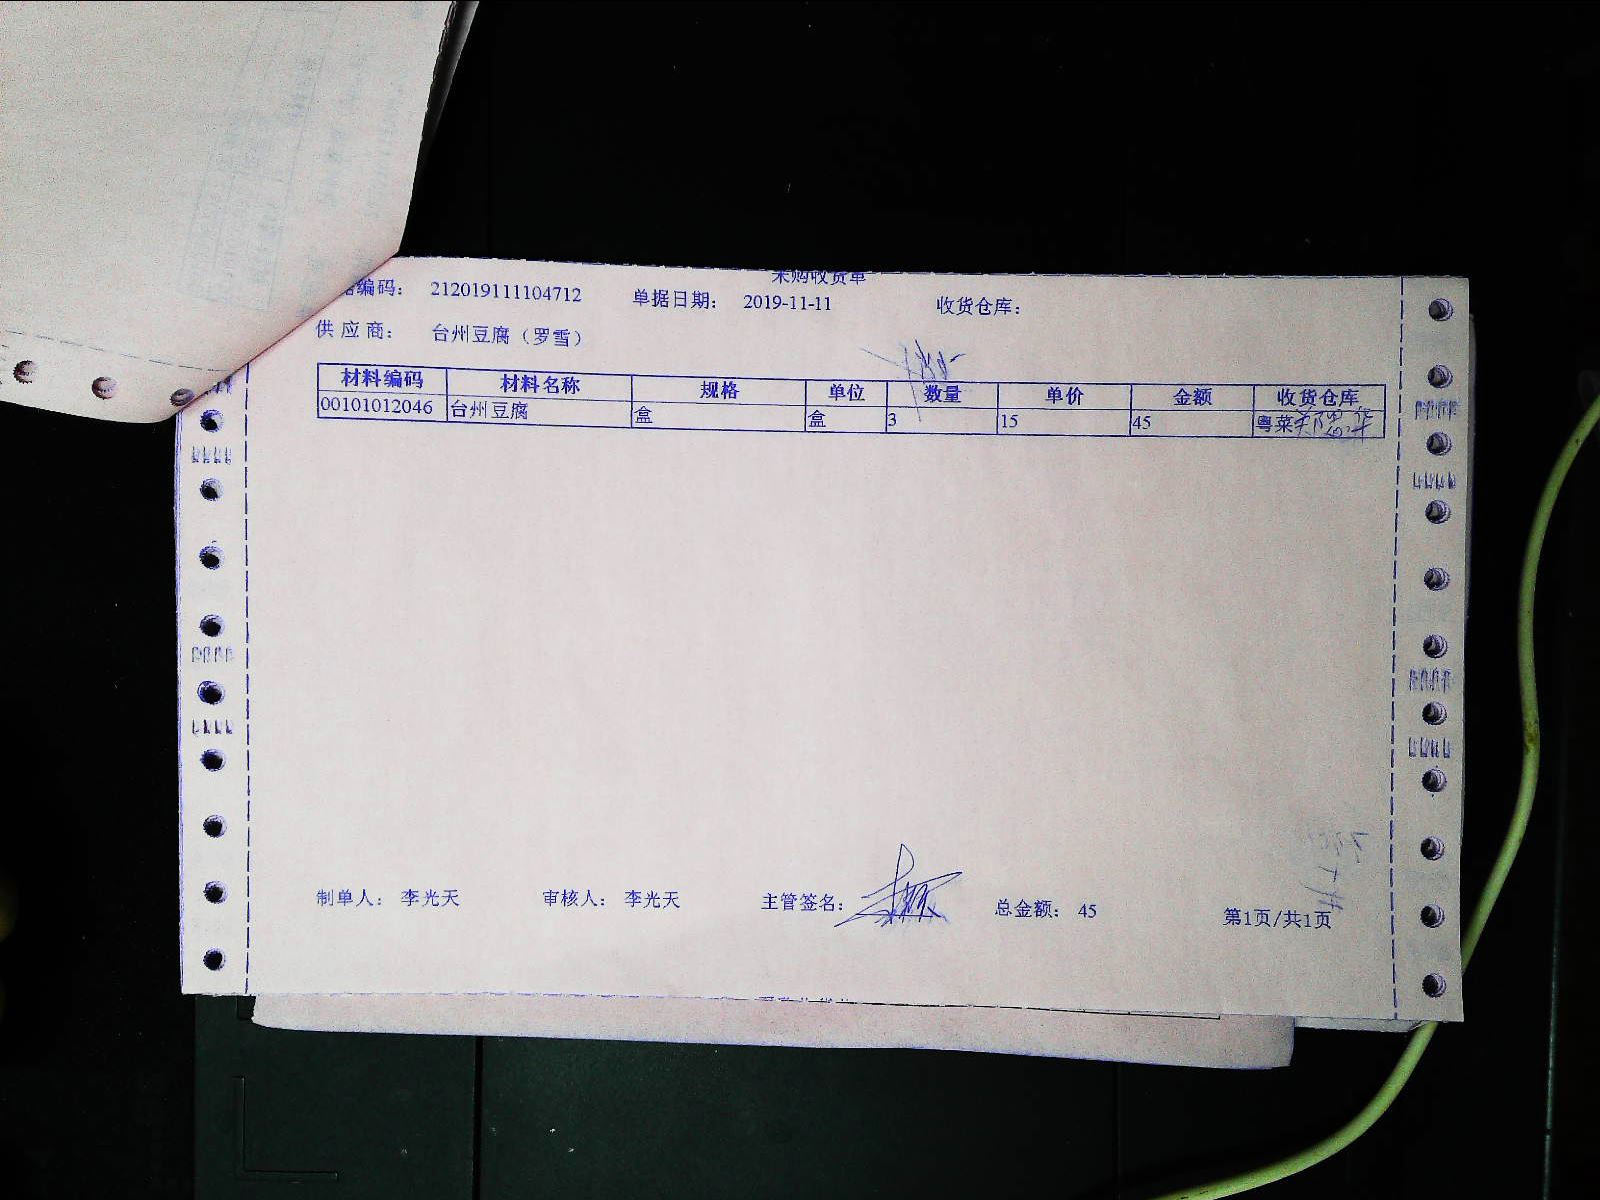 采购收货单
编码： 212019111104712 单据日期： 2019-11-11 收货仓库：
供应商： 台州豆腐（罗雪）
材料编码 材料名称 规格 单位 数量 单价 金额 收货仓库
00101012046 台州豆腐 盒 盒 3 15 45 粤菜
制单人： 李光天 审核人： 李光天 主管签名： 总金额： 45 第1页/共1页